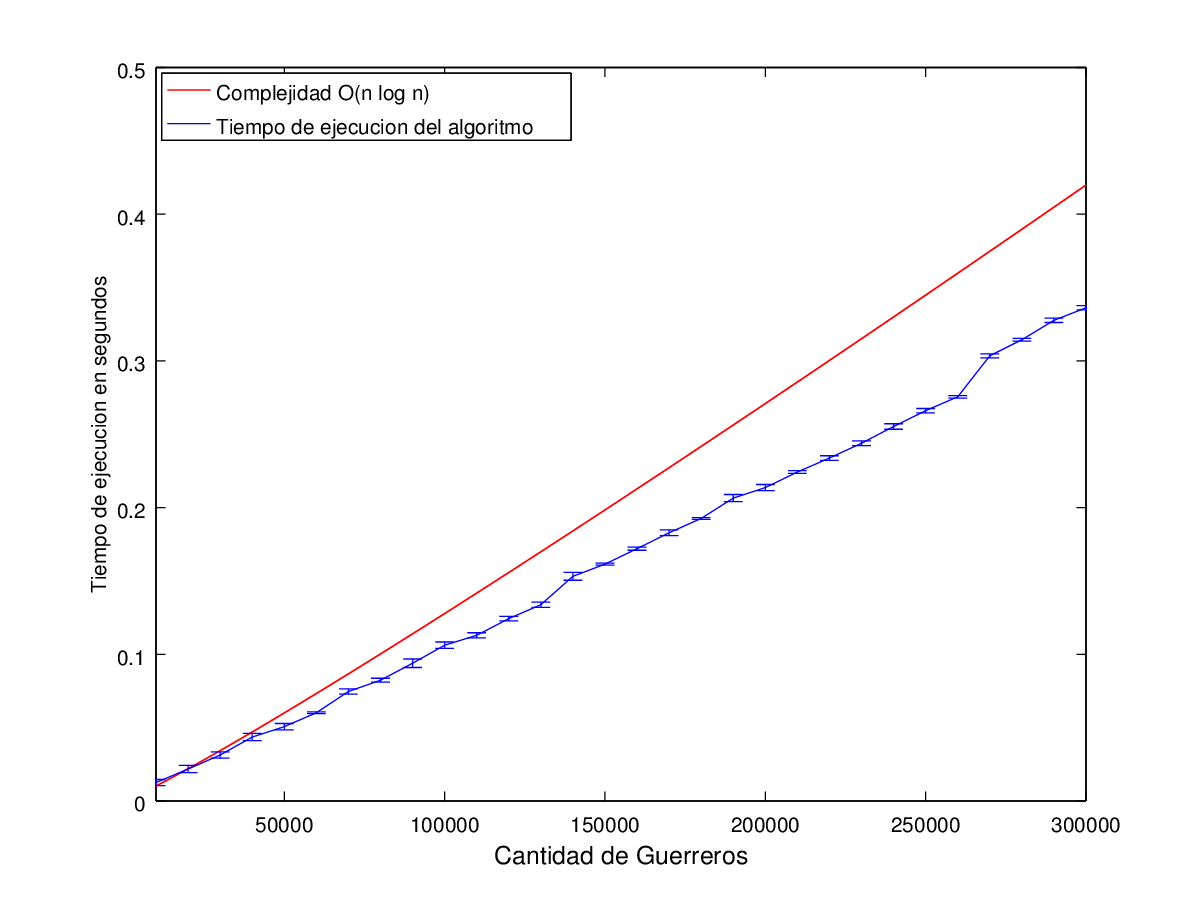 Complejidad O(n log n)
Tiempo de ejecucion del algoritmo
0.5
0.4
0.3
0.2
0.1
0
Tiempo de ejecucion en segundos
50000 100000 150000 200000 250000 300000
Cantidad de Guerreros